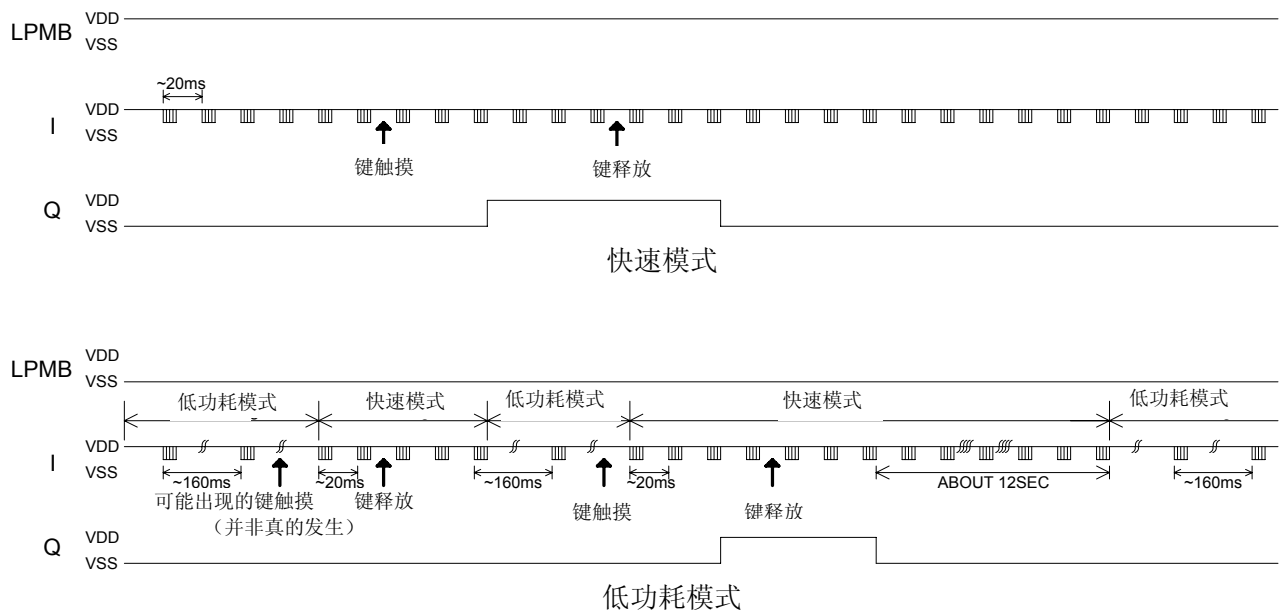 LPMB
VDD
VSS
~20ms
I
VDD
VSS
键触摸
键释放
Q
VDD
VSS
快速模式
LPMB
VDD
VSS
低功耗模式
快速模式
低功耗模式
快速模式
低功耗模式
I
VDD
VSS
~160ms
~20ms
~160ms
~20ms
ABOUT 12SEC
~160ms
可能出现的键触摸
（并非真的发生）
键释放
键触摸
键释放
Q
VDD
VSS
低功耗模式